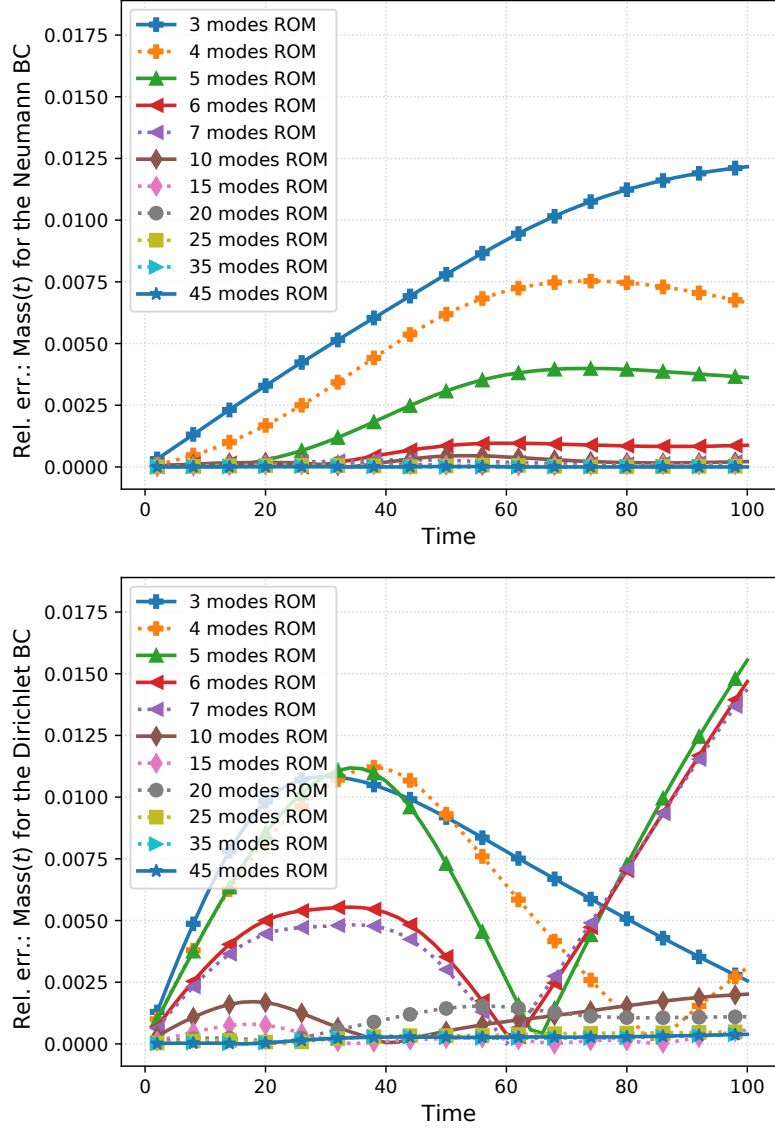 Rel. err.: Mass(t) for the Neumann BC
0.0175
0.0150
0.0125
0.0100
0.0075
0.0050
0.0025
0.0000
3 modes ROM
4 modes ROM
5 modes ROM
6 modes ROM
7 modes ROM
10 modes ROM
15 modes ROM
20 modes ROM
25 modes ROM
35 modes ROM
45 modes ROM
0 20 40 60 80 100
Time
Rel. err.: Mass(t) for the Dirichlet BC
0.0175
0.0150
0.0125
0.0100
0.0075
0.0050
0.0025
0.0000
3 modes ROM
4 modes ROM
5 modes ROM
6 modes ROM
7 modes ROM
10 modes ROM
15 modes ROM
20 modes ROM
25 modes ROM
35 modes ROM
45 modes ROM
0 20 40 60 80 100
Time